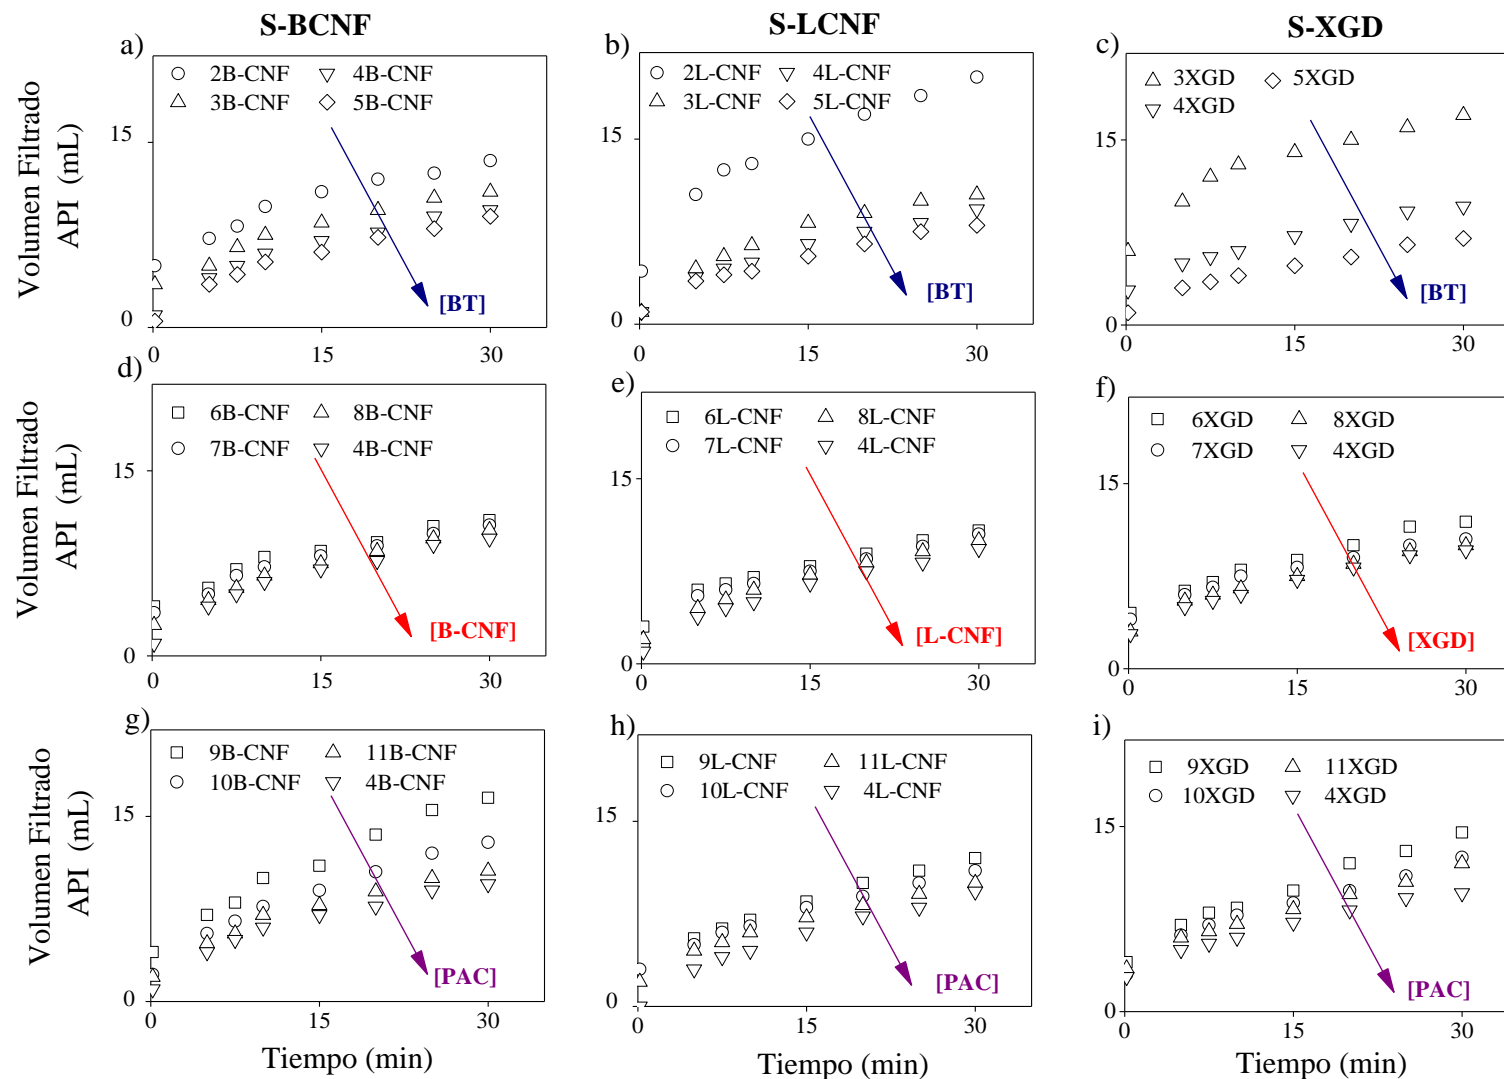 S-BCNF
S-LCNF
S-XGD
a)
b)
c)
Volumen Filtrado
API (mL)
2B-CNF 4B-CNF
3B-CNF 5B-CNF
15
0
[BT]
0 15 30
2L-CNF 4L-CNF
3L-CNF 5L-CNF
15
0
[BT]
0 15 30
3XGD 5XGD
4XGD
15
0
[BT]
0 15 30
d)
e)
f)
Volumen Filtrado
API (mL)
6B-CNF 8B-CNF
7B-CNF 4B-CNF
15
0
[B-CNF]
0 15 30
6L-CNF 8L-CNF
7L-CNF 4L-CNF
15
0
[L-CNF]
0 15 30
6XGD 8XGD
7XGD 4XGD
15
0
[XGD]
0 15 30
g)
h)
i)
Volumen Filtrado
API (mL)
9B-CNF 11B-CNF
10B-CNF 4B-CNF
15
0
[PAC]
0 15 30
Tiempo (min)
9L-CNF 11L-CNF
10L-CNF 4L-CNF
15
0
[PAC]
0 15 30
Tiempo (min)
9XGD 11XGD
10XGD 4XGD
15
0
[PAC]
0 15 30
Tiempo (min)